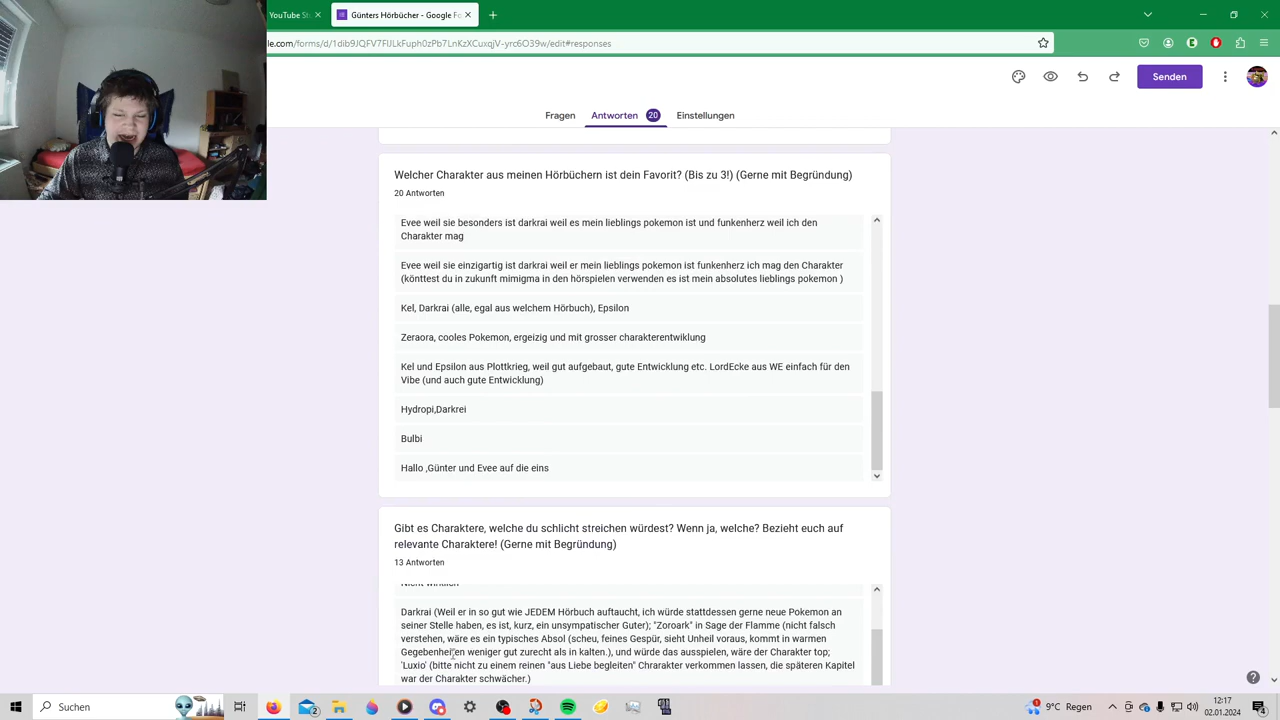 YouTube St
Günters Hörbücher - Google Fo
le.com/forms/d/1dib9JQFV7FlJLkFuph0zPb7LnKzXCuxqjV-yrc6O39w/edit#responses
Senden
Fragen
Antworten
20
Einstellungen
Welcher Charakter aus meinen Hörbüchern ist dein Favorit? (Bis zu 3!) (Gerne mit Begründung)
20 Antworten
Evee weil sie besonders ist darkrai weil es mein lieblings pokemon ist und funkenherz weil ich den
Charakter mag
Evee weil sie einzigartig ist darkrai weil er mein lieblings pokemon ist funkenherz ich mag den Charakter
(könttest du in zukunft mimigma in den hörspielen verwenden es ist mein absolutes lieblings pokemon )
Kel, Darkrai (alle, egal aus welchem Hörbuch), Epsilon
Zeraora, cooles Pokemon, ergeizig und mit grosser charakterentwiklung
Kel und Epsilon aus Plottkrieg, weil gut aufgebaut, gute Entwicklung etc. LordEcke aus WE einfach für den
Vibe (und auch gute Entwicklung)
Hydropi,Darkrei
Bulbi
Hallo ,Günter und Evee auf die eins
Gibt es Charaktere, welche du schlicht streichen würdest? Wenn ja, welche? Bezieht euch auf
relevante Charaktere! (Gerne mit Begründung)
13 Antworten
Nicht wirklich
Darkrai (Weil er in so gut wie JEDEM Hörbuch auftaucht, ich würde stattdessen gerne neue Pokemon an
seiner Stelle haben, es ist, kurz, ein unsympatischer Guter); "Zoroark" in Sage der Flamme (nicht falsch
verstehen, wäre es ein typisches Absol (scheu, feines Gespür, sieht Unheil voraus, kommt in warmen
Gegebenheiten weniger gut zurecht als in kalten.), und würde das ausspielen, wäre der Charakter top;
'Luxio' (bitte nicht zu einem reinen "aus Liebe begleiten" Chrarakter verkommen lassen, die späteren Kapitel
war der Charakter schwächer.)
Suchen
2
9°C Regen
12:17
02.01.2024